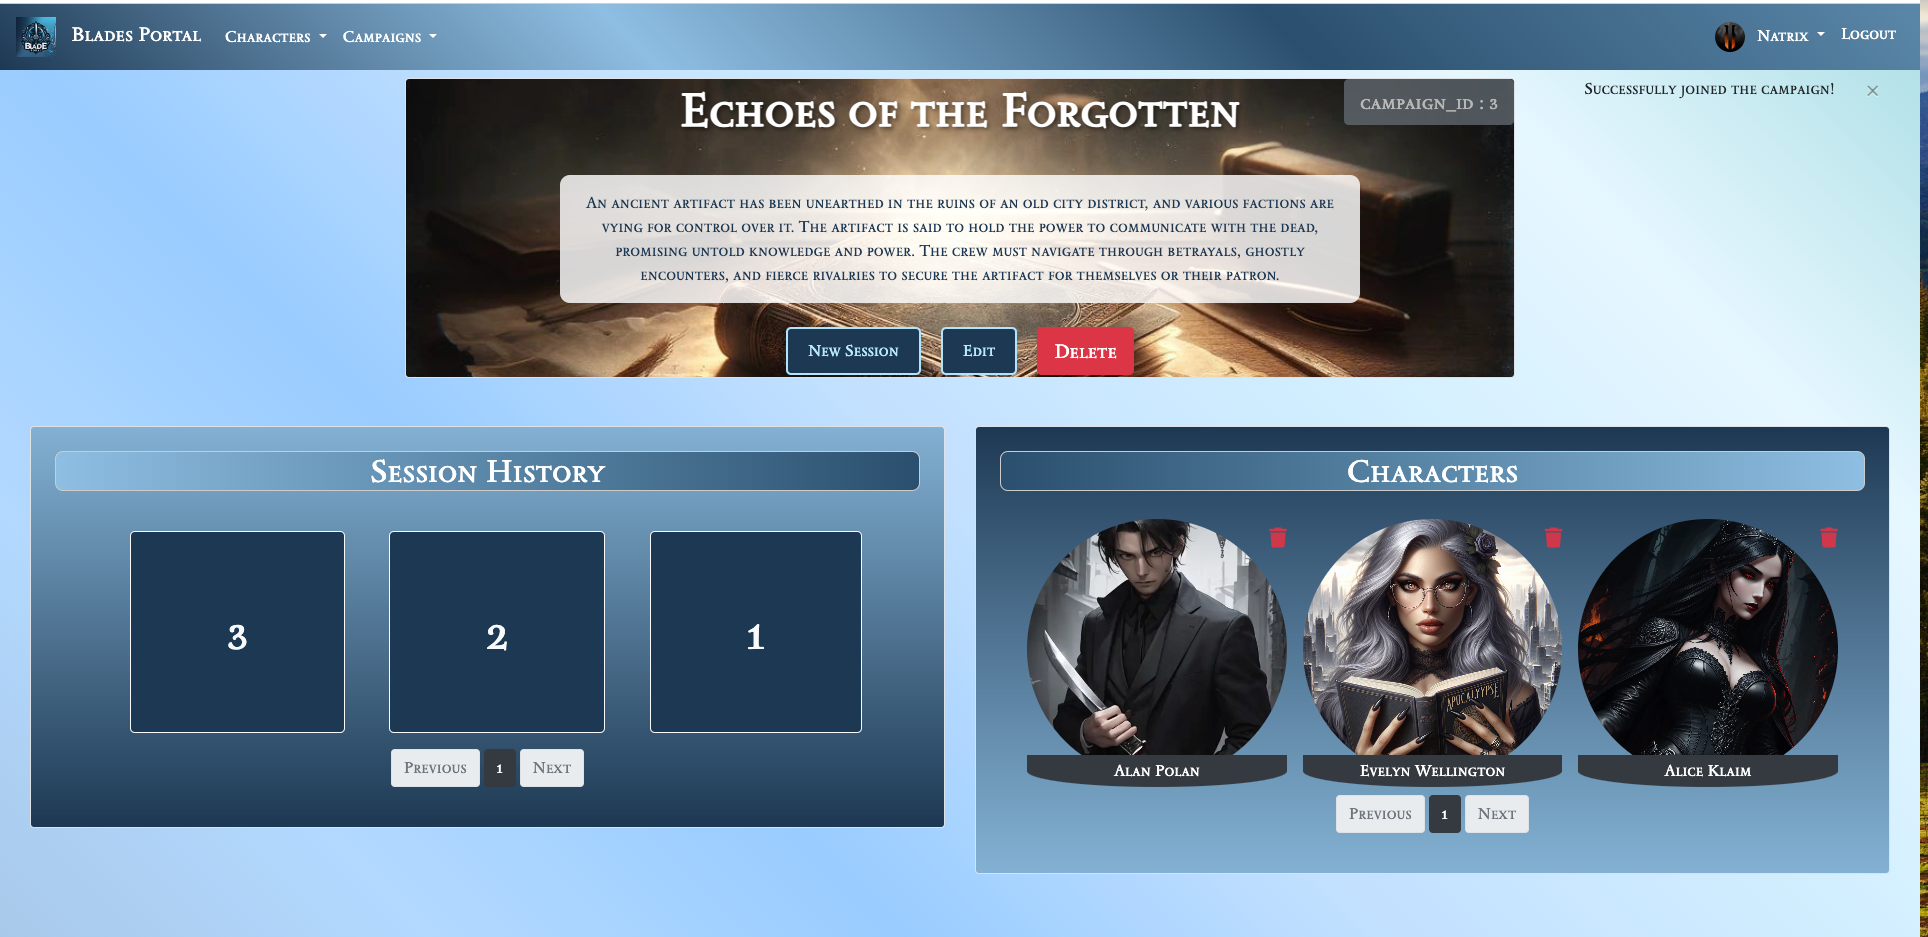 BLADE
Blades Portal
Characters
Campaigns
Natrix
Logout
Successfully joined the campaign!
Echoes of the Forgotten
campaign_id : 3
An ancient artifact has been unearthed in the ruins of an old city district, and various factions are
vying for control over it. The artifact is said to hold the power to communicate with the dead,
promising untold knowledge and power. The crew must navigate through betrayals, ghostly
encounters, and fierce rivalries to secure the artifact for themselves or their patron.
New Session
Edit
Delete
Session History
3
2
1
Previous
1
Next
Characters
APOCALYYPSE
Alan Polan
Evelyn Wellington
Alice Klaim
Previous
1
Next